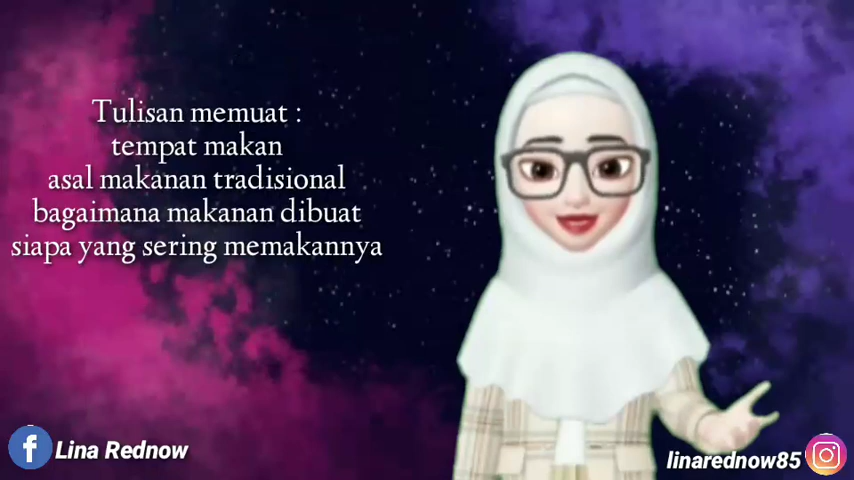 Tulisan memuat :
tempat makan
asal makanan tradisional
bagaimana makanan dibuat
siapa yang sering memakannya
Lina Rednow
linarednow85